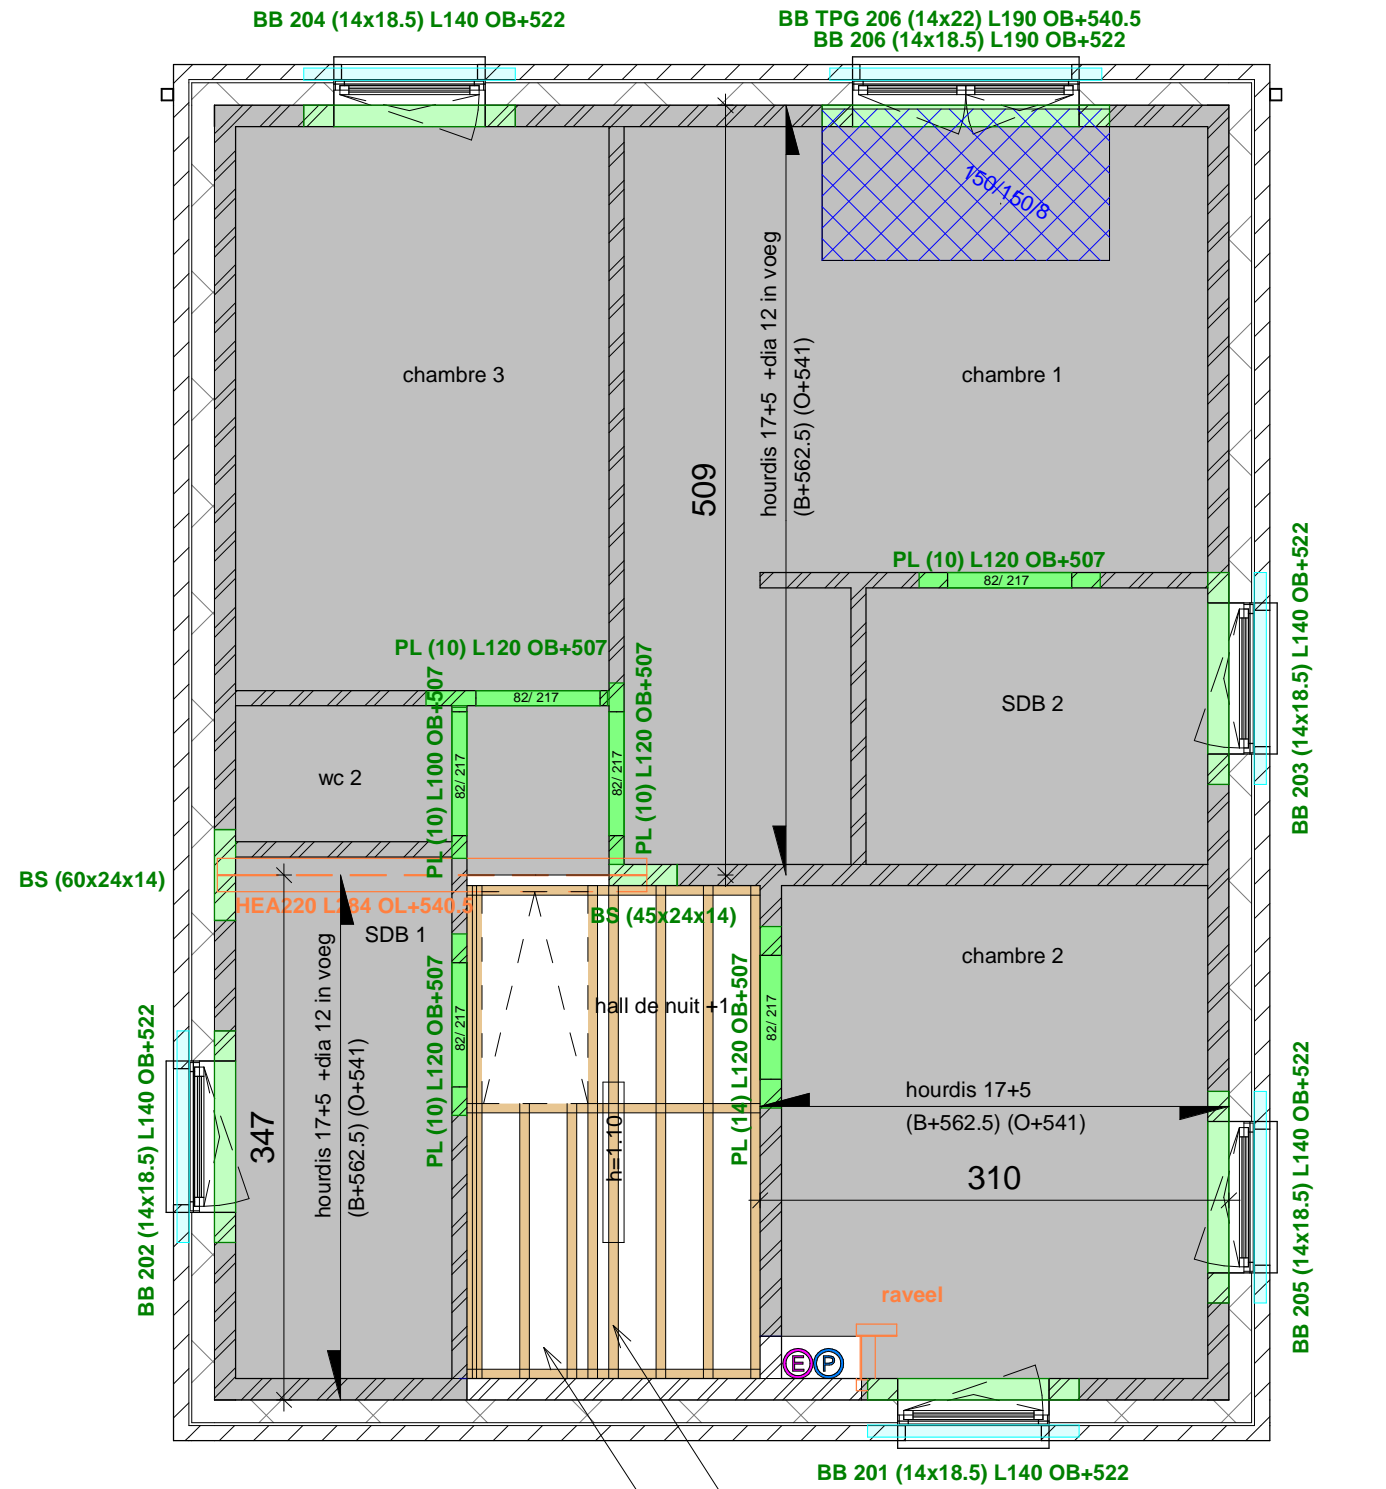 BB 204 (14x18.5) L140 OB+522
BB TPG 206 (14x22) L190 OB+540.5
BB 206 (14x18.5) L190 OB+522
150/150/8
hourdis 17+5 +dia 12 in voeg
(B+562.5) (O+541)
chambre 3
chambre 1
509
PL (10) L120 OB+507
82/ 217
BB 203 (14x18.5) L140 OB+522
PL (10) L120 OB+507
82/ 217
PL (10) L100 OB+507
82/ 217
82/ 217
PL (10) L120 OB+507
SDB 2
wc 2
BS (60x24x14)
HEA220 L284 OL+540.5
BS (45x24x14)
SDB 1
chambre 2
hall de nuit +1
PL (10) L120 OB+507
82/ 217
PL (14) L120 OB+507
82/ 217
hourdis 17+5 +dia 12 in voeg
(B+562.5) (O+541)
347
BB 202 (14x18.5) L140 OB+522
h=1.10
hourdis 17+5
(B+562.5) (O+541)
310
BB 205 (14x18.5) L140 OB+522
raveel
E P
BB 201 (14x18.5) L140 OB+522